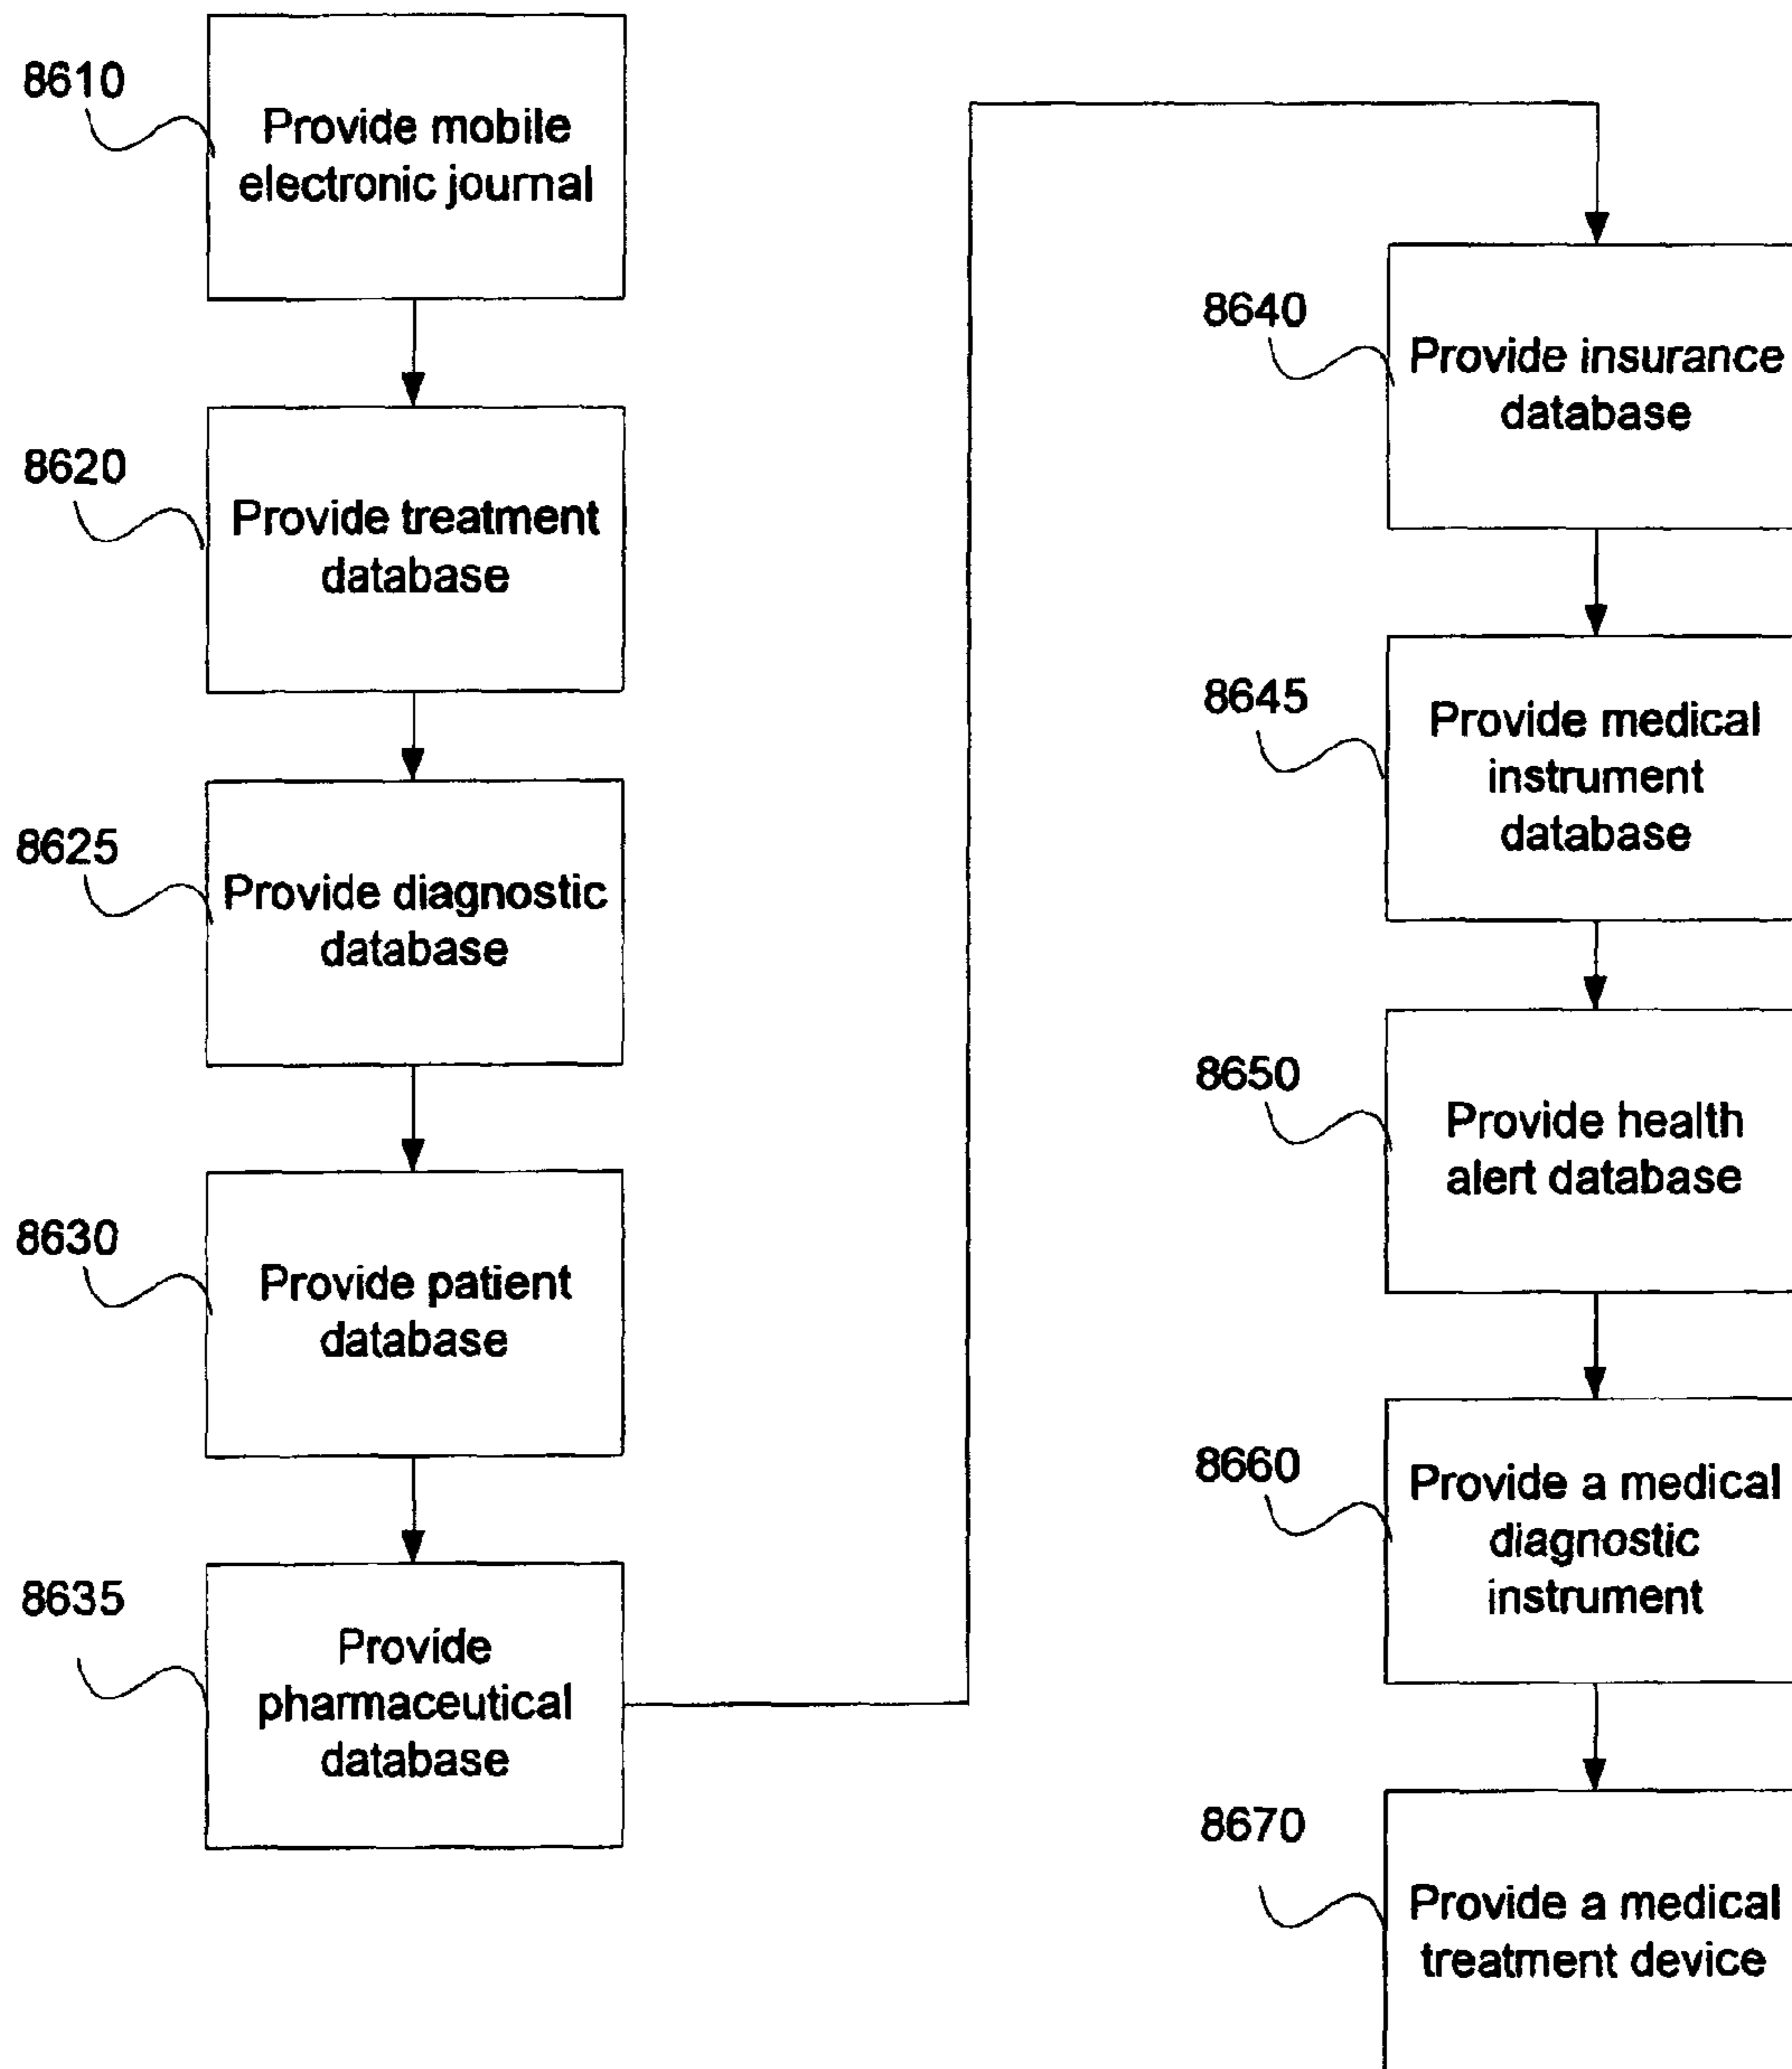 8610
Provide mobile
electronic journal
8620
Provide treatment
database
8625
Provide diagnostic
database
8630
Provide patient
database
8635
Provide
pharmaceutical
database
8640
Provide insurance
database
8645
Provide medical
instrument
database
8650
Provide health
alert database
8660
Provide a medical
diagnostic
instrument
8670
Provide a medical
treatment device